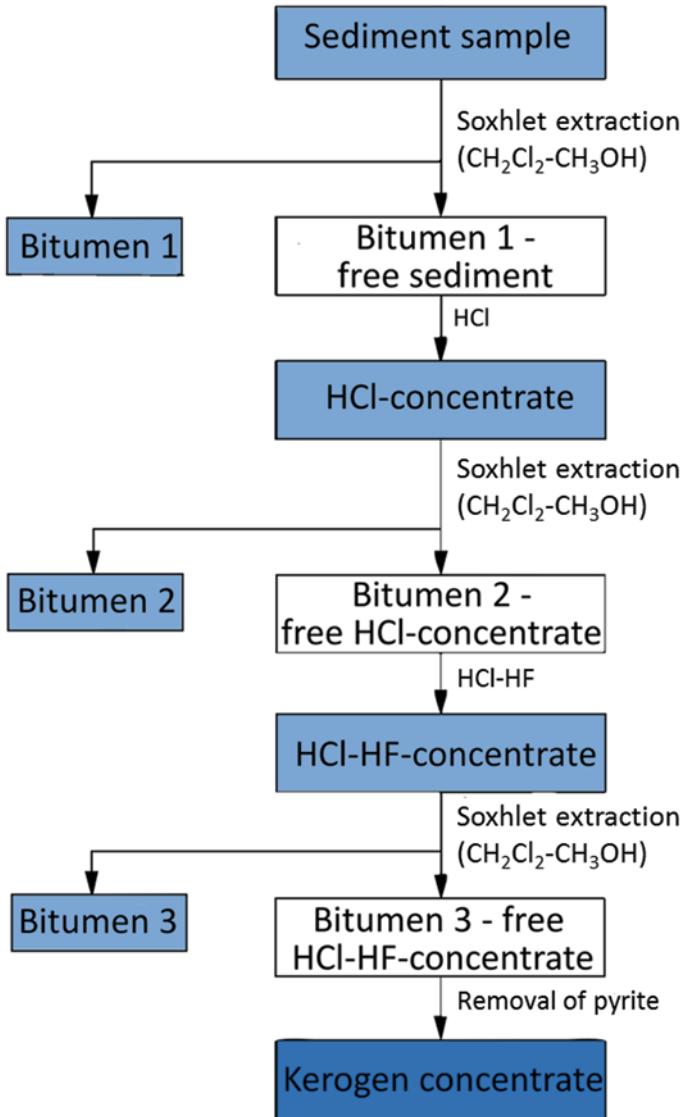 Sediment sample
Soxhlet extraction
(CH₂Cl₂-CH₃OH)
Bitumen 1
Bitumen 1 -
free sediment
HCl
HCl-concentrate
Soxhlet extraction
(CH₂Cl₂-CH₃OH)
Bitumen 2
Bitumen 2 -
free HCl-concentrate
HCl-HF
HCl-HF-concentrate
Soxhlet extraction
(CH₂Cl₂-CH₃OH)
Bitumen 3
Bitumen 3 - free
HCl-HF-concentrate
Removal of pyrite
Kerogen concentrate